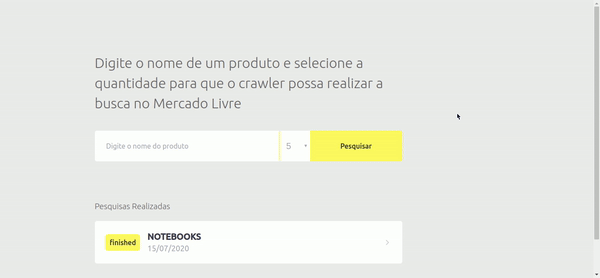 Digite o nome de um produto e selecione a
quantidade para que o crawler possa realizar a
busca no Mercado Livre
Digite o nome do produto 5 Pesquisar
Pesquisas Realizadas
finished NOTEBOOKS
15/07/2020